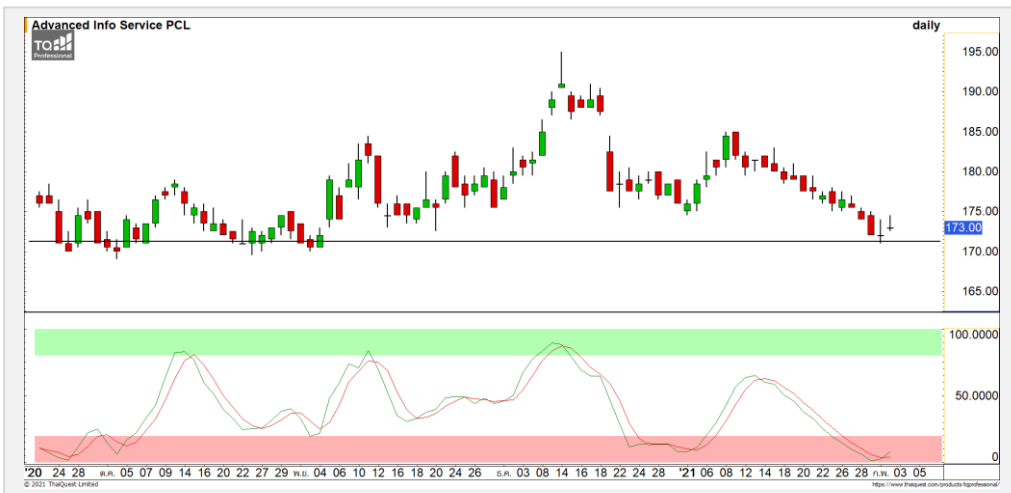 Advanced Info Service PCL daily
TQ
Professional
195.00
190.00
185.00
180.00
175.00
173.00
170.00
165.00
100.0000
50.0000
0
'20 24 28 ต.ค. 05 07 09 12 14 16 20 22 27 29 พ.ย. 04 06 10 12 16 18 20 24 26 ธ.ค. 04 08 14 16 18 22 24 28 '21 06 08 12 14 18 20 22 26 28 ก.พ. 03 05
© 2021 ThaiQuest Limited https://www.thaiquest.com/products/tqprofessional/